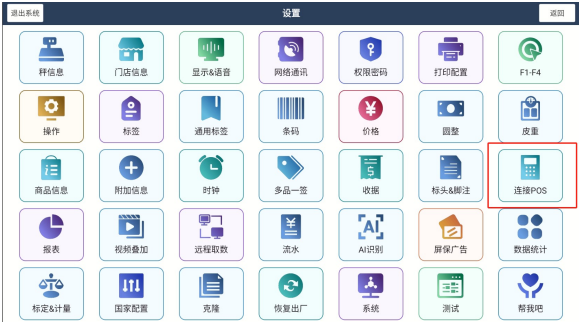 退出系统 设置 返回
秤信息 门店信息 显示&语音 网络通讯 权限密码 打印配置 F1-F4
操作 标签 通用标签 条码 价格 圆整 皮重
商品信息 附加信息 时钟 多品一签 收据 标头&脚注 连接POS
报表 视频叠加 远程取数 流水 AI识别 屏保广告 数据统计
标定&计量 国家配置 克隆 恢复出厂 系统 测试 帮我吧